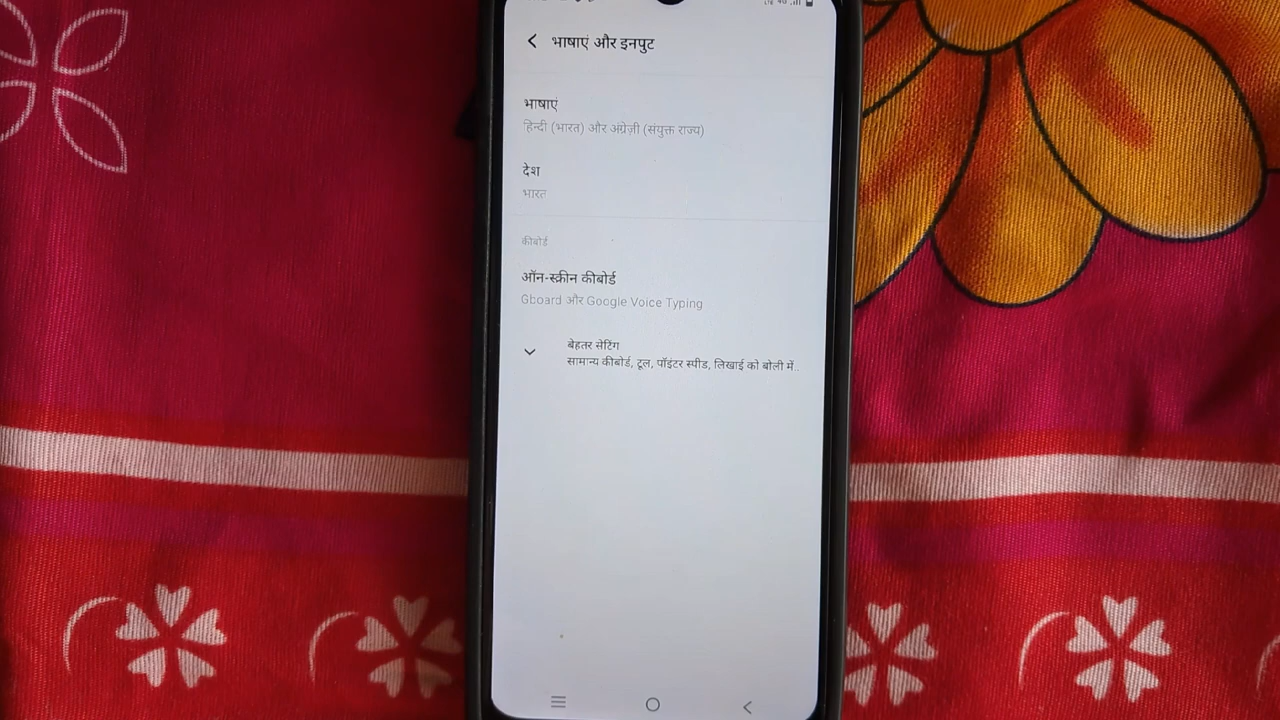 भाषाएं और इनपुट
भाषाएं
हिन्दी (भारत) और अंग्रेज़ी (संयुक्त राज्य)
देश
भारत
कीबोर्ड
ऑन-स्क्रीन कीबोर्ड
Gboard और Google Voice Typing
बेहतर सेटिंग
सामान्य कीबोर्ड, टूल, पॉइंटर स्पीड, लिखाई को बोली में..